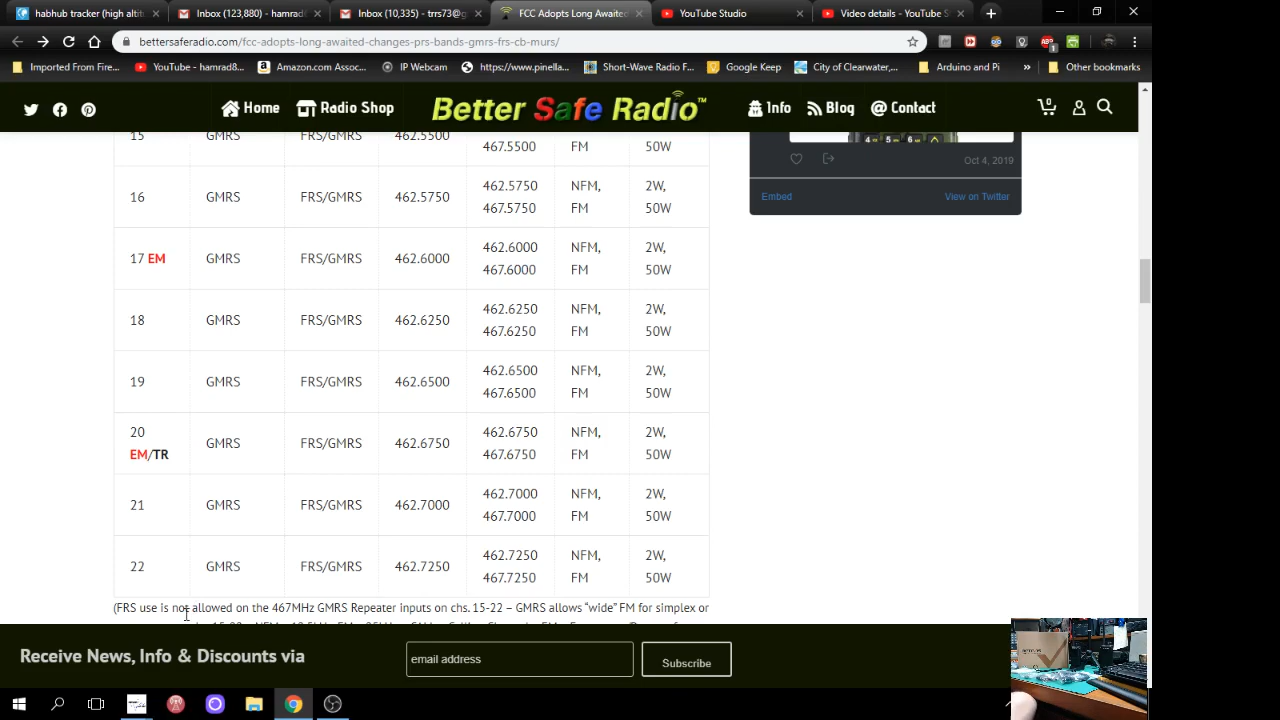 habhub tracker (high altit
Inbox (123,880) - hamrad
Inbox (10,335) - trrs73@g
FCC Adopts Long Awaited
YouTube Studio
Video details - YouTube S
bettersaferadio.com/fcc-adopts-long-awaited-changes-prs-bands-gmrs-frs-cb-murs/
Imported From Fire...
YouTube - hamrad8...
Amazon.com Assoc...
IP Webcam
https://www.pinella...
Short-Wave Radio F...
Google Keep
City of Clearwater,...
Arduino and Pi
»
Other bookmarks
Home
Radio Shop
Better Safe Radio™
Info
Blog
Contact
0
15 GMRS FRS/GMRS 462.5500 467.5500 FM 50W
16 GMRS FRS/GMRS 462.5750 462.5750 NFM, 2W,
467.5750 FM 50W
17 EM GMRS FRS/GMRS 462.6000 462.6000 NFM, 2W,
467.6000 FM 50W
18 GMRS FRS/GMRS 462.6250 462.6250 NFM, 2W,
467.6250 FM 50W
19 GMRS FRS/GMRS 462.6500 462.6500 NFM, 2W,
467.6500 FM 50W
20 GMRS FRS/GMRS 462.6750 462.6750 NFM, 2W,
EM/TR 467.6750 FM 50W
21 GMRS FRS/GMRS 462.7000 462.7000 NFM, 2W,
467.7000 FM 50W
22 GMRS FRS/GMRS 462.7250 462.7250 NFM, 2W,
467.7250 FM 50W
(FRS use is not allowed on the 467MHz GMRS Repeater inputs on chs. 15-22 – GMRS allows “wide” FM for simplex or
Oct 4, 2019
Embed
View on Twitter
Receive News, Info & Discounts via
email address
Subscribe